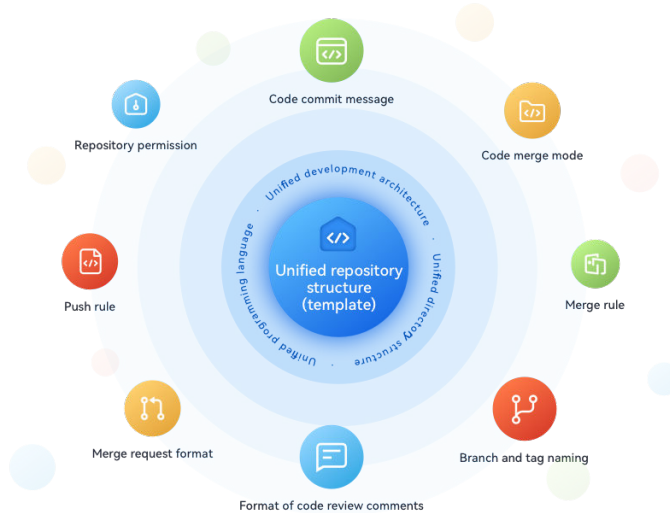 Code commit message
Repository permission
Code merge mode
Unified development architecture
·
Unified directory structure
·
Unified programming language
·
</>
Unified repository
structure
(template)
Push rule
Merge rule
Merge request format
Branch and tag naming
Format of code review comments